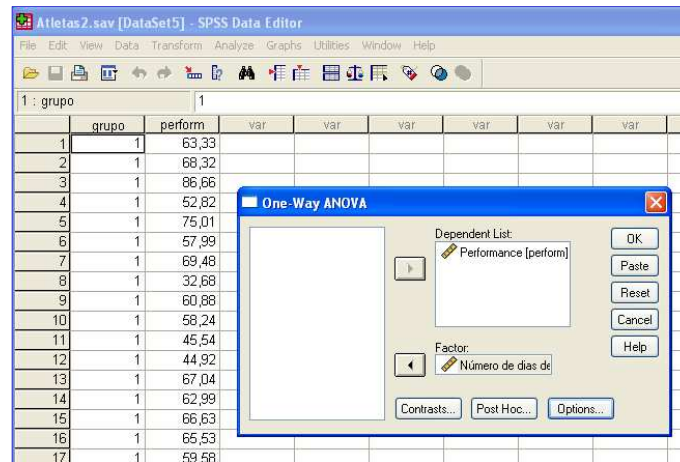 Atletas2.sav [DataSet5] - SPSS Data Editor
File Edit View Data Transform Analyze Graphs Utilities Window Help
1 : grupo 1
grupo perform var var var var var var
1 1 63,33
2 1 68,32
3 1 86,66
4 1 52,82
5 1 75,01
6 1 57,99
7 1 69,48
8 1 32,68
9 1 60,88
10 1 58,24
11 1 45,54
12 1 44,92
13 1 67,04
14 1 62,99
15 1 66,63
16 1 65,53
17 1 59,58
One-Way ANOVA
Dependent List:
Performance [perform]
Factor:
Número de dias de
OK
Paste
Reset
Cancel
Help
Contrasts... Post Hoc... Options...